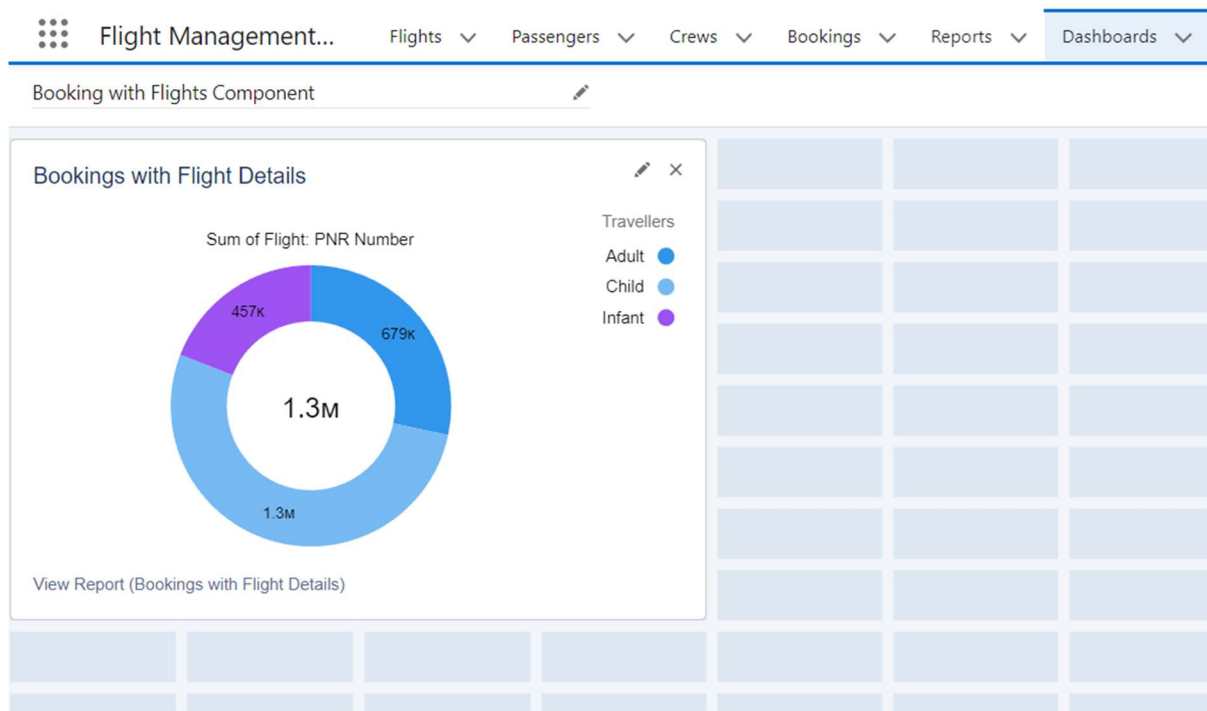 Flight Management... Flights Passengers Crews Bookings Reports Dashboards
Booking with Flights Component
Bookings with Flight Details
Travellers
Sum of Flight: PNR Number
Adult
Child
Infant
457K
679K
1.3M
1.3M
View Report (Bookings with Flight Details)